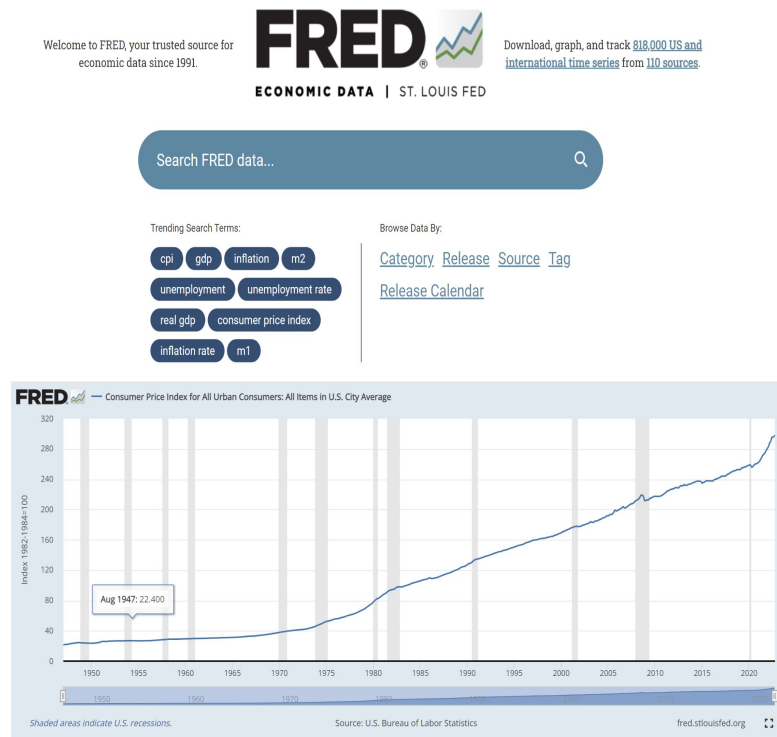 Welcome to FRED, your trusted source for
economic data since 1991.
FRED®
ECONOMIC DATA | ST. LOUIS FED
Download, graph, and track 818,000 US and
international time series from 110 sources.
Search FRED data...
Trending Search Terms:
cpi gdp inflation m2
unemployment unemployment rate
real gdp consumer price index
inflation rate m1
Browse Data By:
Category Release Source Tag
Release Calendar
FRED Consumer Price Index for All Urban Consumers: All Items in U.S. City Average
320
280
240
200
160
120
80
40
0
Index 1982-1984=100
Aug 1947: 22.400
1950 1955 1960 1965 1970 1975 1980 1985 1990 1995 2000 2005 2010 2015 2020
1950 1960 1970 1980 1990
Shaded areas indicate U.S. recessions.
Source: U.S. Bureau of Labor Statistics
fred.stlouisfed.org